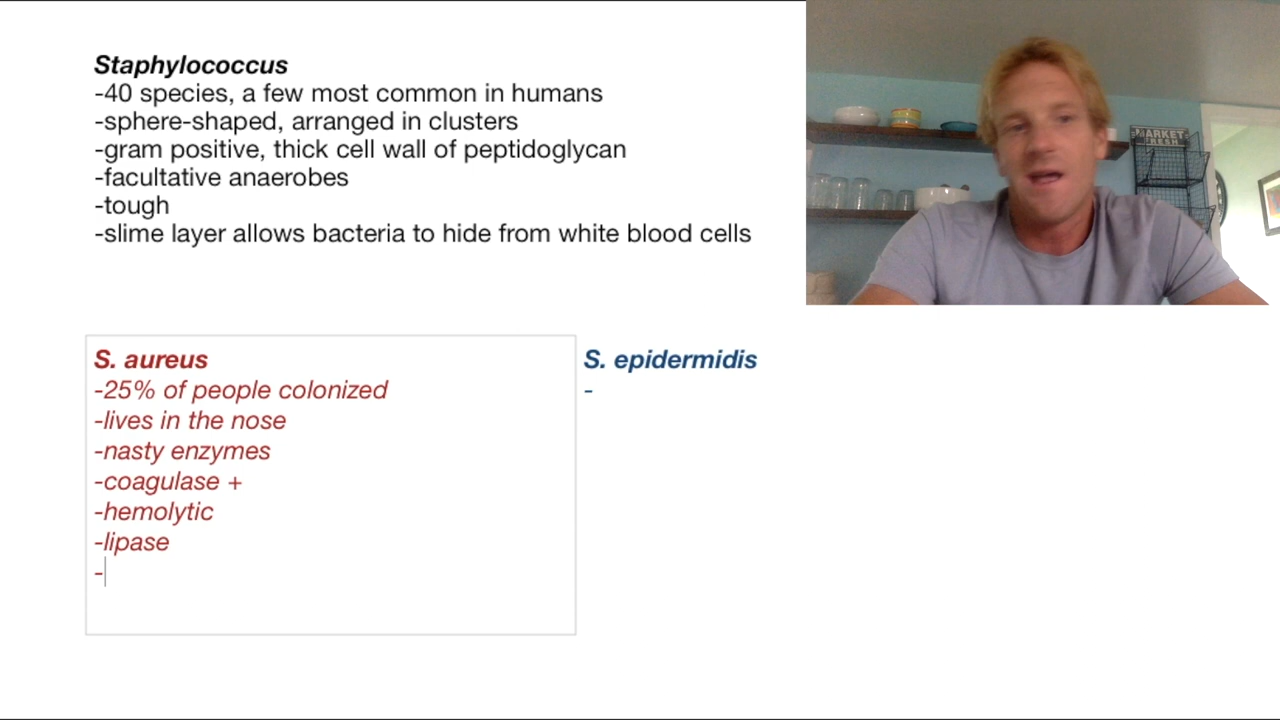 Staphylococcus
-40 species, a few most common in humans
-sphere-shaped, arranged in clusters
-gram positive, thick cell wall of peptidoglycan
-facultative anaerobes
-tough
-slime layer allows bacteria to hide from white blood cells
MARKET
FRESH
S. aureus
-25% of people colonized
-lives in the nose
-nasty enzymes
-coagulase +
-hemolytic
-lipase
-
S. epidermidis
-